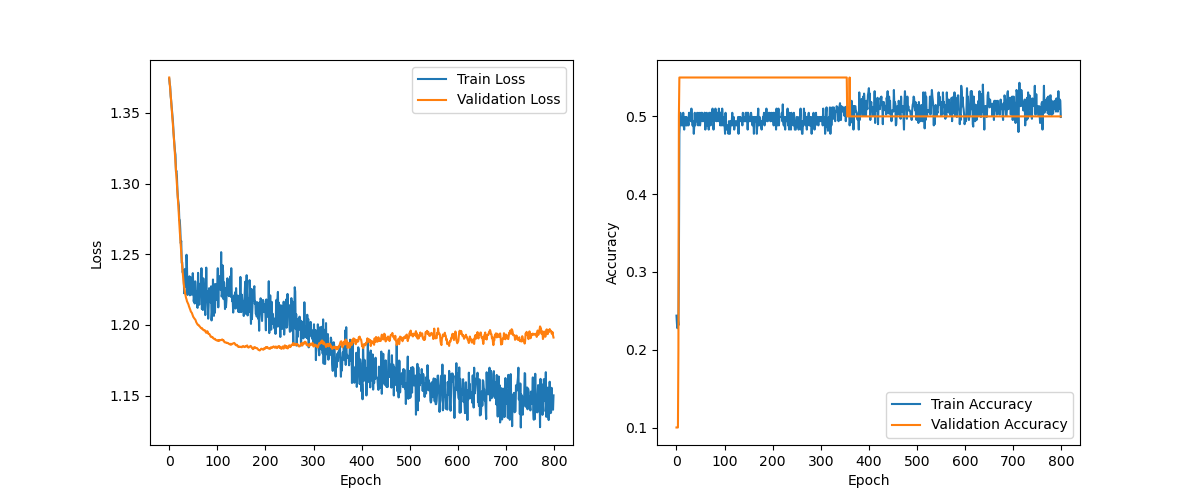 Train Loss
Validation Loss
1.35
1.30
1.25
1.20
1.15
Loss
0 100 200 300 400 500 600 700 800
Epoch
0.5
0.4
0.3
0.2
0.1
Accuracy
Train Accuracy
Validation Accuracy
0 100 200 300 400 500 600 700 800
Epoch